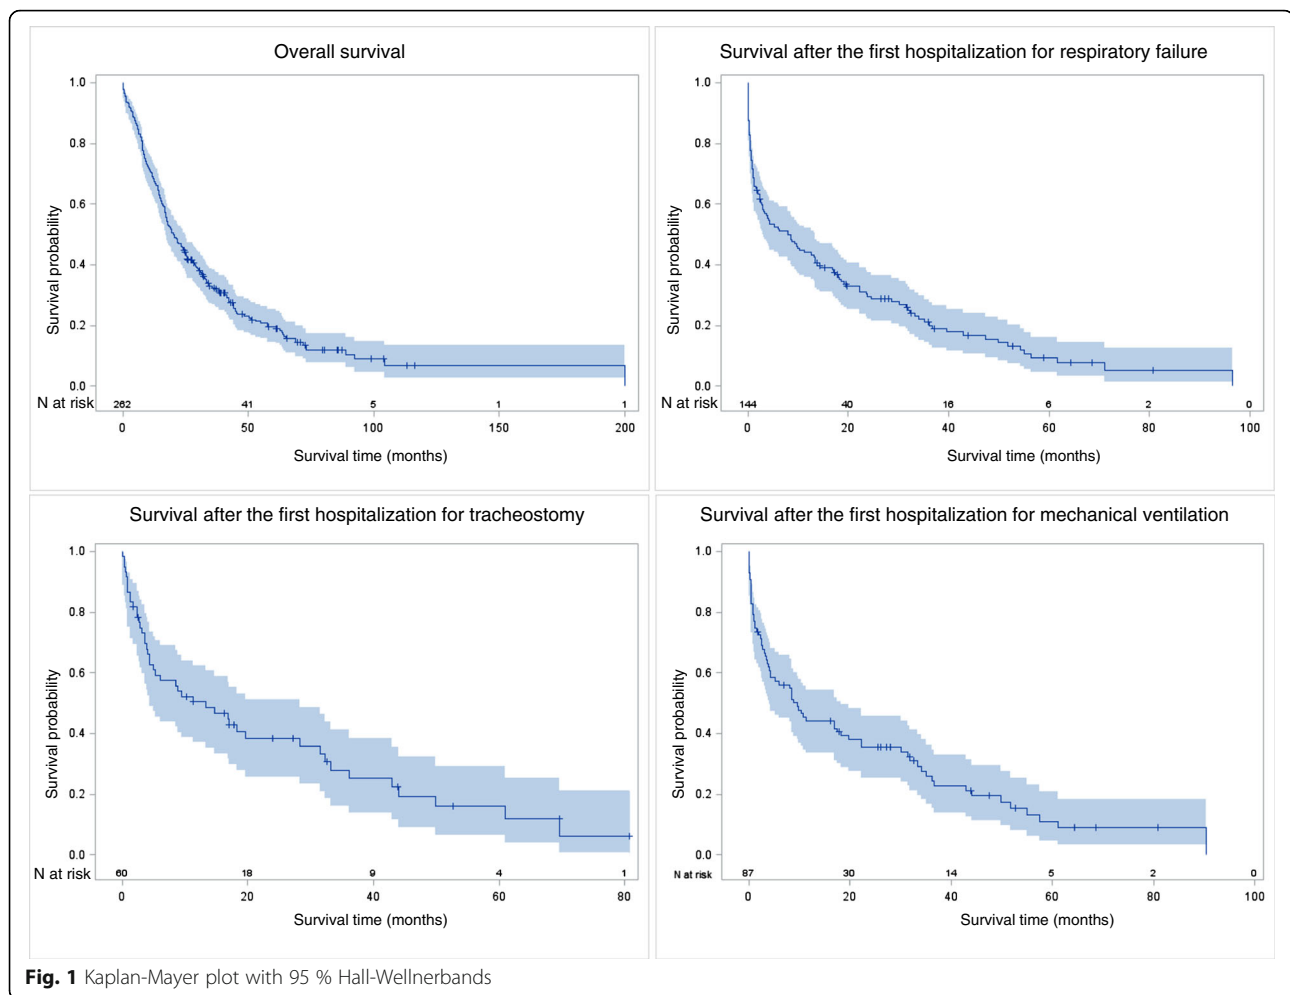 Overall survival
1.0
0.8
0.6
0.4
0.2
0.0
Survival probability
N at risk
262 41 5 1 1
0 50 100 150 200
Survival time (months)
Survival after the first hospitalization for respiratory failure
1.0
0.8
0.6
0.4
0.2
0.0
Survival probability
N at risk
144 40 16 6 2 0
0 20 40 60 80 100
Survival time (months)
Survival after the first hospitalization for tracheostomy
1.0
0.8
0.6
0.4
0.2
0.0
Survival probability
N at risk
60 18 9 4 1
0 20 40 60 80
Survival time (months)
Survival after the first hospitalization for mechanical ventilation
1.0
0.8
0.6
0.4
0.2
0.0
Survival probability
N at risk
87 30 14 5 2 0
0 20 40 60 80 100
Survival time (months)
Fig. 1 Kaplan-Mayer plot with 95 % Hall-Wellnerbands